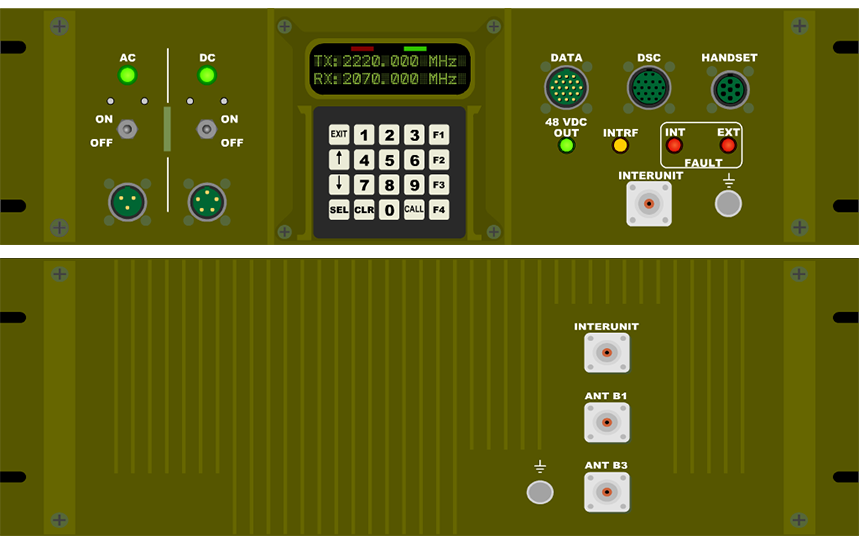 AC
DC
ON
OFF
ON
OFF
TX:2220.000 MHz
RX:2070.000 MHz
EXIT 1 2 3 F1
↑ 4 5 6 F2
↓ 7 8 9 F3
SEL CLR 0 CALL F4
DATA
DSC
HANDSET
48 VDC
OUT
INTRF
INT
EXT
FAULT
INTERUNIT
INTERUNIT
ANT B1
ANT B3